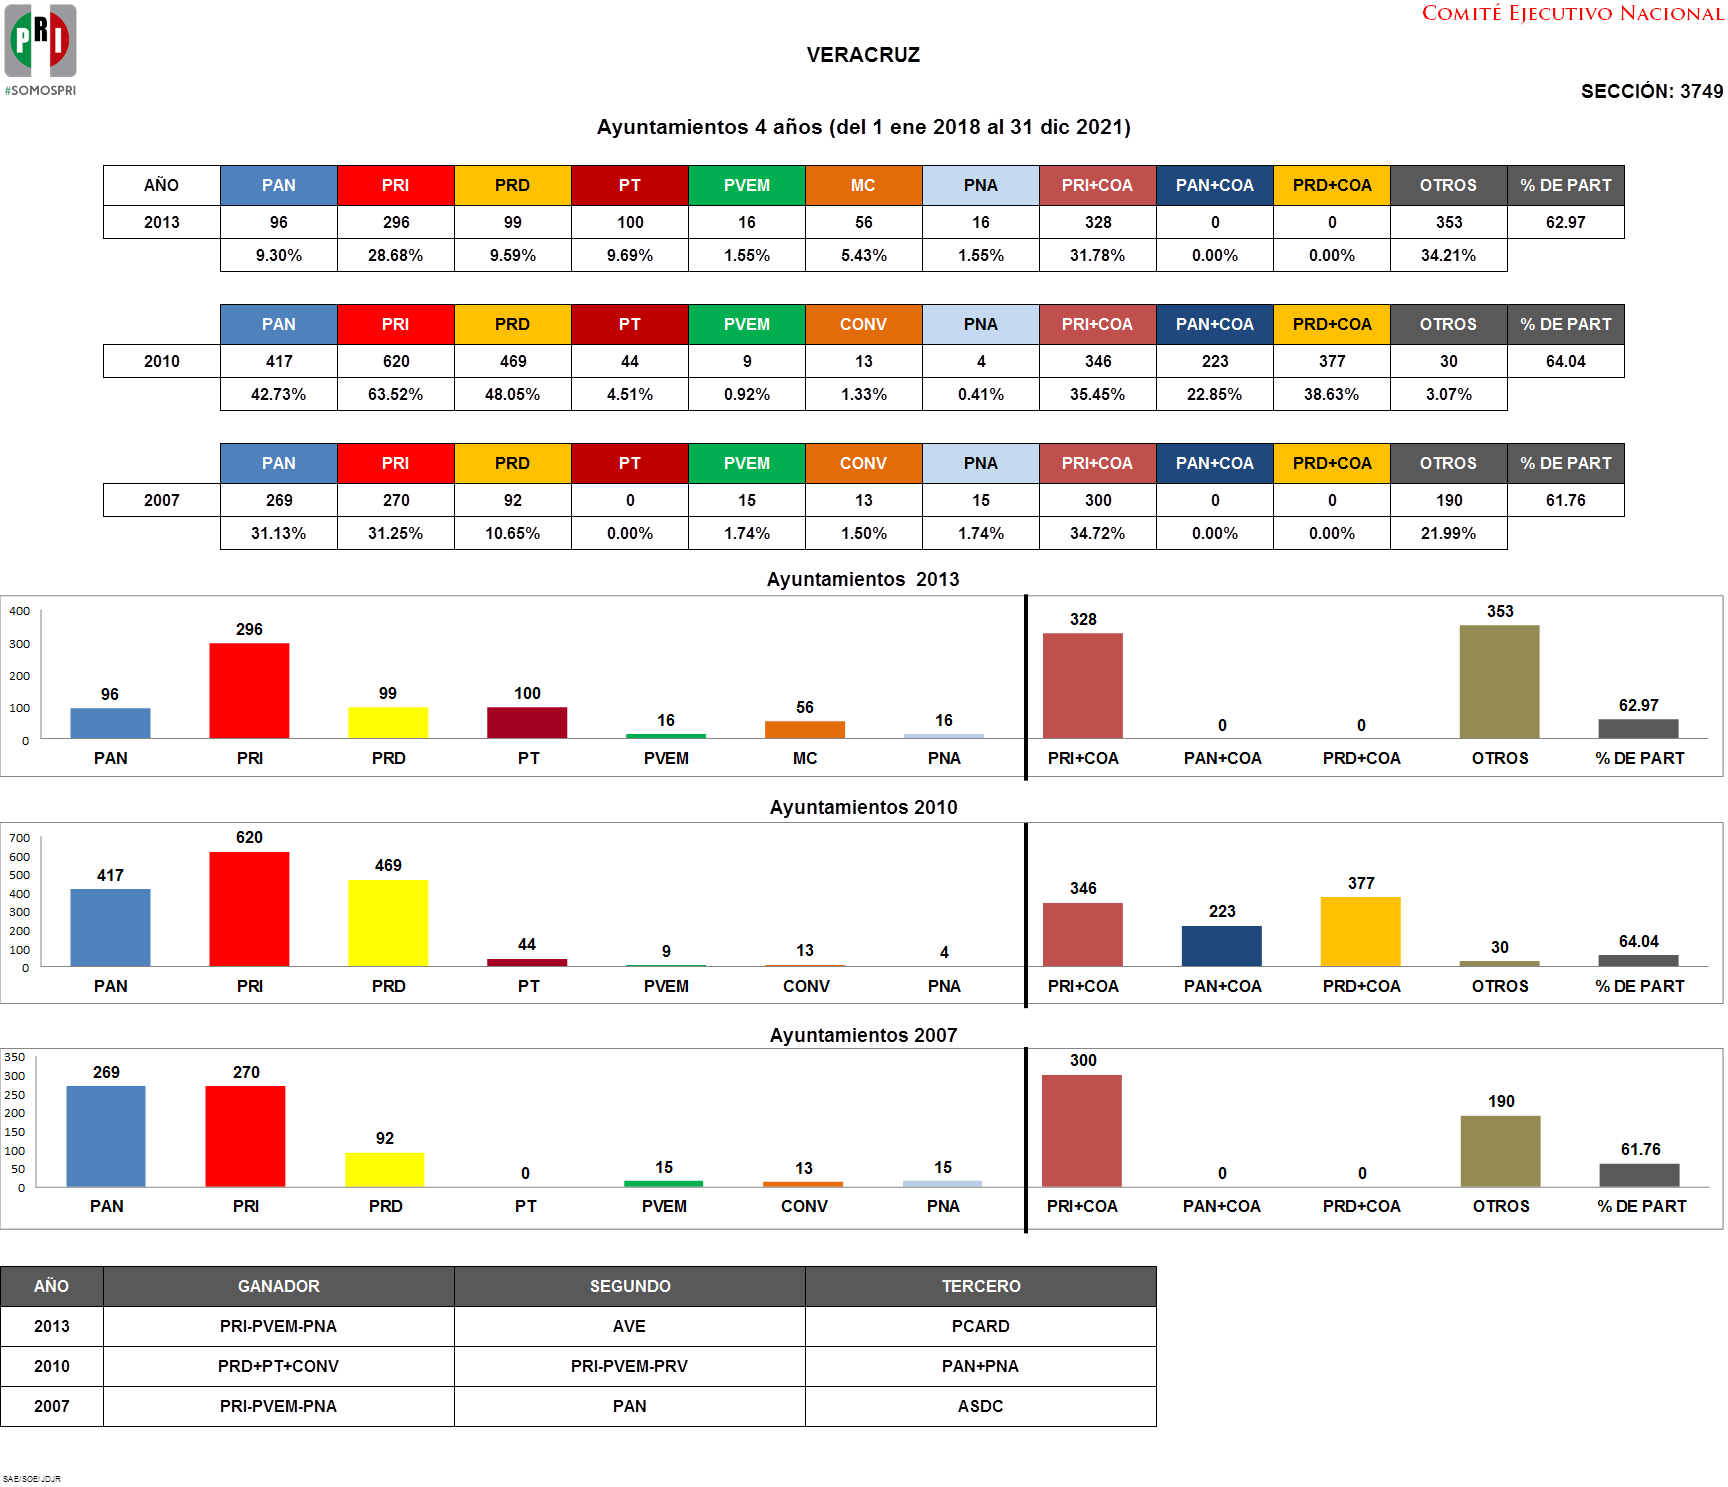 PRI
#SOMOSPRI
COMITÉ EJECUTIVO NACIONAL
VERACRUZ
SECCIÓN: 3749
Ayuntamientos 4 años (del 1 ene 2018 al 31 dic 2021)
AÑO PAN PRI PRD PT PVEM MC PNA PRI+COA PAN+COA PRD+COA OTROS % DE PART
2013 96 296 99 100 16 56 16 328 0 0 353 62.97
9.30% 28.68% 9.59% 9.69% 1.55% 5.43% 1.55% 31.78% 0.00% 0.00% 34.21%
PAN PRI PRD PT PVEM CONV PNA PRI+COA PAN+COA PRD+COA OTROS % DE PART
2010 417 620 469 44 9 13 4 346 223 377 30 64.04
42.73% 63.52% 48.05% 4.51% 0.92% 1.33% 0.41% 35.45% 22.85% 38.63% 3.07%
PAN PRI PRD PT PVEM CONV PNA PRI+COA PAN+COA PRD+COA OTROS % DE PART
2007 269 270 92 0 15 13 15 300 0 0 190 61.76
31.13% 31.25% 10.65% 0.00% 1.74% 1.50% 1.74% 34.72% 0.00% 0.00% 21.99%
Ayuntamientos 2013
400
300
200
100
0
96 296 99 100 16 56 16 328 0 0 353 62.97
PAN PRI PRD PT PVEM MC PNA PRI+COA PAN+COA PRD+COA OTROS % DE PART
Ayuntamientos 2010
700
600
500
400
300
200
100
0
417 620 469 44 9 13 4 346 223 377 30 64.04
PAN PRI PRD PT PVEM CONV PNA PRI+COA PAN+COA PRD+COA OTROS % DE PART
Ayuntamientos 2007
350
300
250
200
150
100
50
0
269 270 92 0 15 13 15 300 0 0 190 61.76
PAN PRI PRD PT PVEM CONV PNA PRI+COA PAN+COA PRD+COA OTROS % DE PART
AÑO GANADOR SEGUNDO TERCERO
2013 PRI-PVEM-PNA AVE PCARD
2010 PRD+PT+CONV PRI-PVEM-PRV PAN+PNA
2007 PRI-PVEM-PNA PAN ASDC
SAE/SOE/JDJR